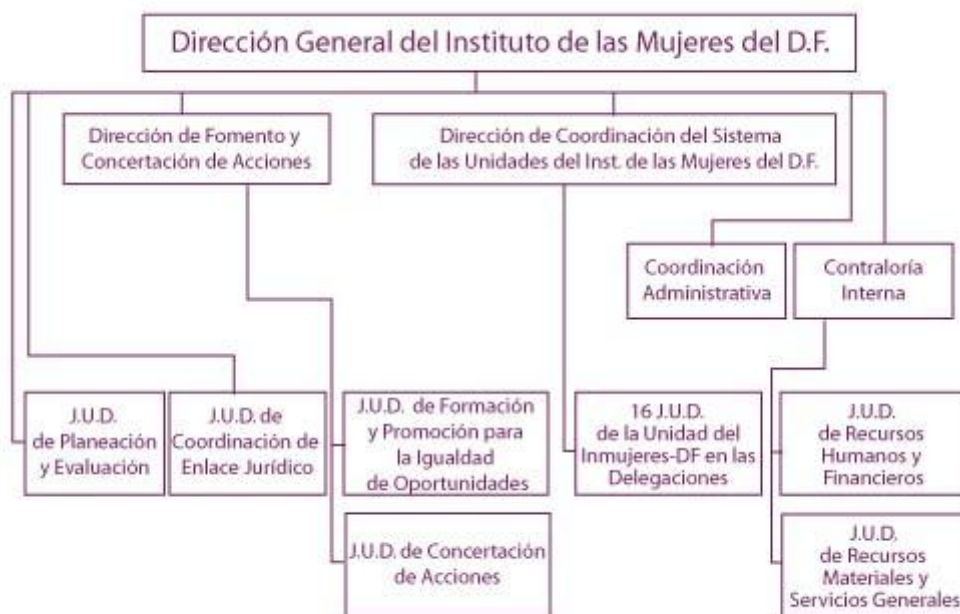 Dirección General del Instituto de las Mujeres del D.F.
Dirección de Fomento y
Concertación de Acciones
Dirección de Coordinación del Sistema
de las Unidades del Inst. de las Mujeres del D.F.
Coordinación
Administrativa
Contraloría
Interna
J.U.D.
de Planeación
y Evaluación
J.U.D. de
Coordinación de
Enlace Jurídico
J.U.D. de Formación
y Promoción para
la Igualdad
de Oportunidades
16 J.U.D.
de la Unidad del
Inmujeres-DF en las
Delegaciones
J.U.D.
de Recursos
Humanos y
Financieros
J.U.D. de Concertación
de Acciones
J.U.D.
de Recursos
Materiales y
Servicios Generales